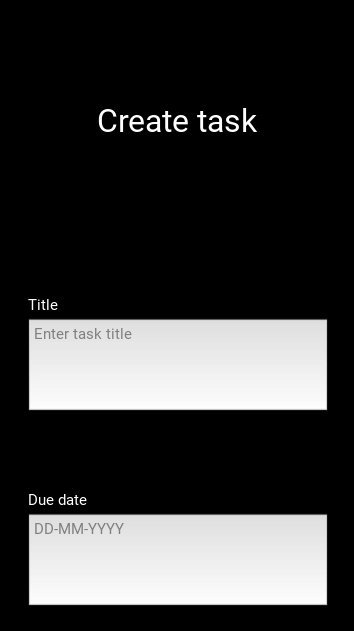 Create task
Title
Enter task title
Due date
DD-MM-YYYY